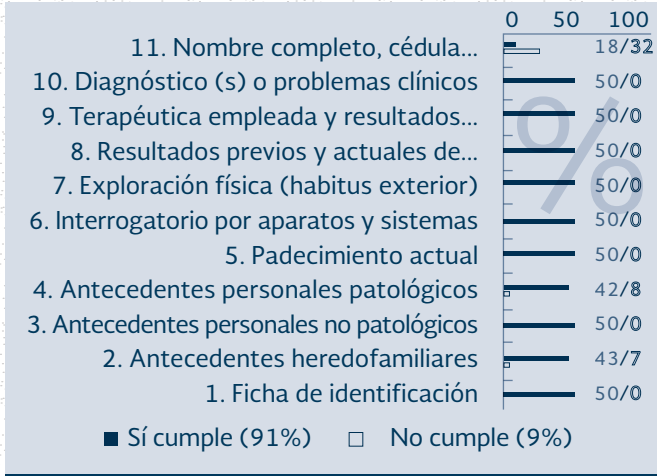 0 50 100
11. Nombre completo, cédula... 18/32
10. Diagnóstico (s) o problemas clínicos 50/0
9. Terapéutica empleada y resultados... 50/0
8. Resultados previos y actuales de... 50/0
7. Exploración física (habitus exterior) 50/0
6. Interrogatorio por aparatos y sistemas 50/0
5. Padecimiento actual 50/0
4. Antecedentes personales patológicos 42/8
3. Antecedentes personales no patológicos 50/0
2. Antecedentes heredofamiliares 43/7
1. Ficha de identificación 50/0
%
Sí cumple (91%) No cumple (9%)